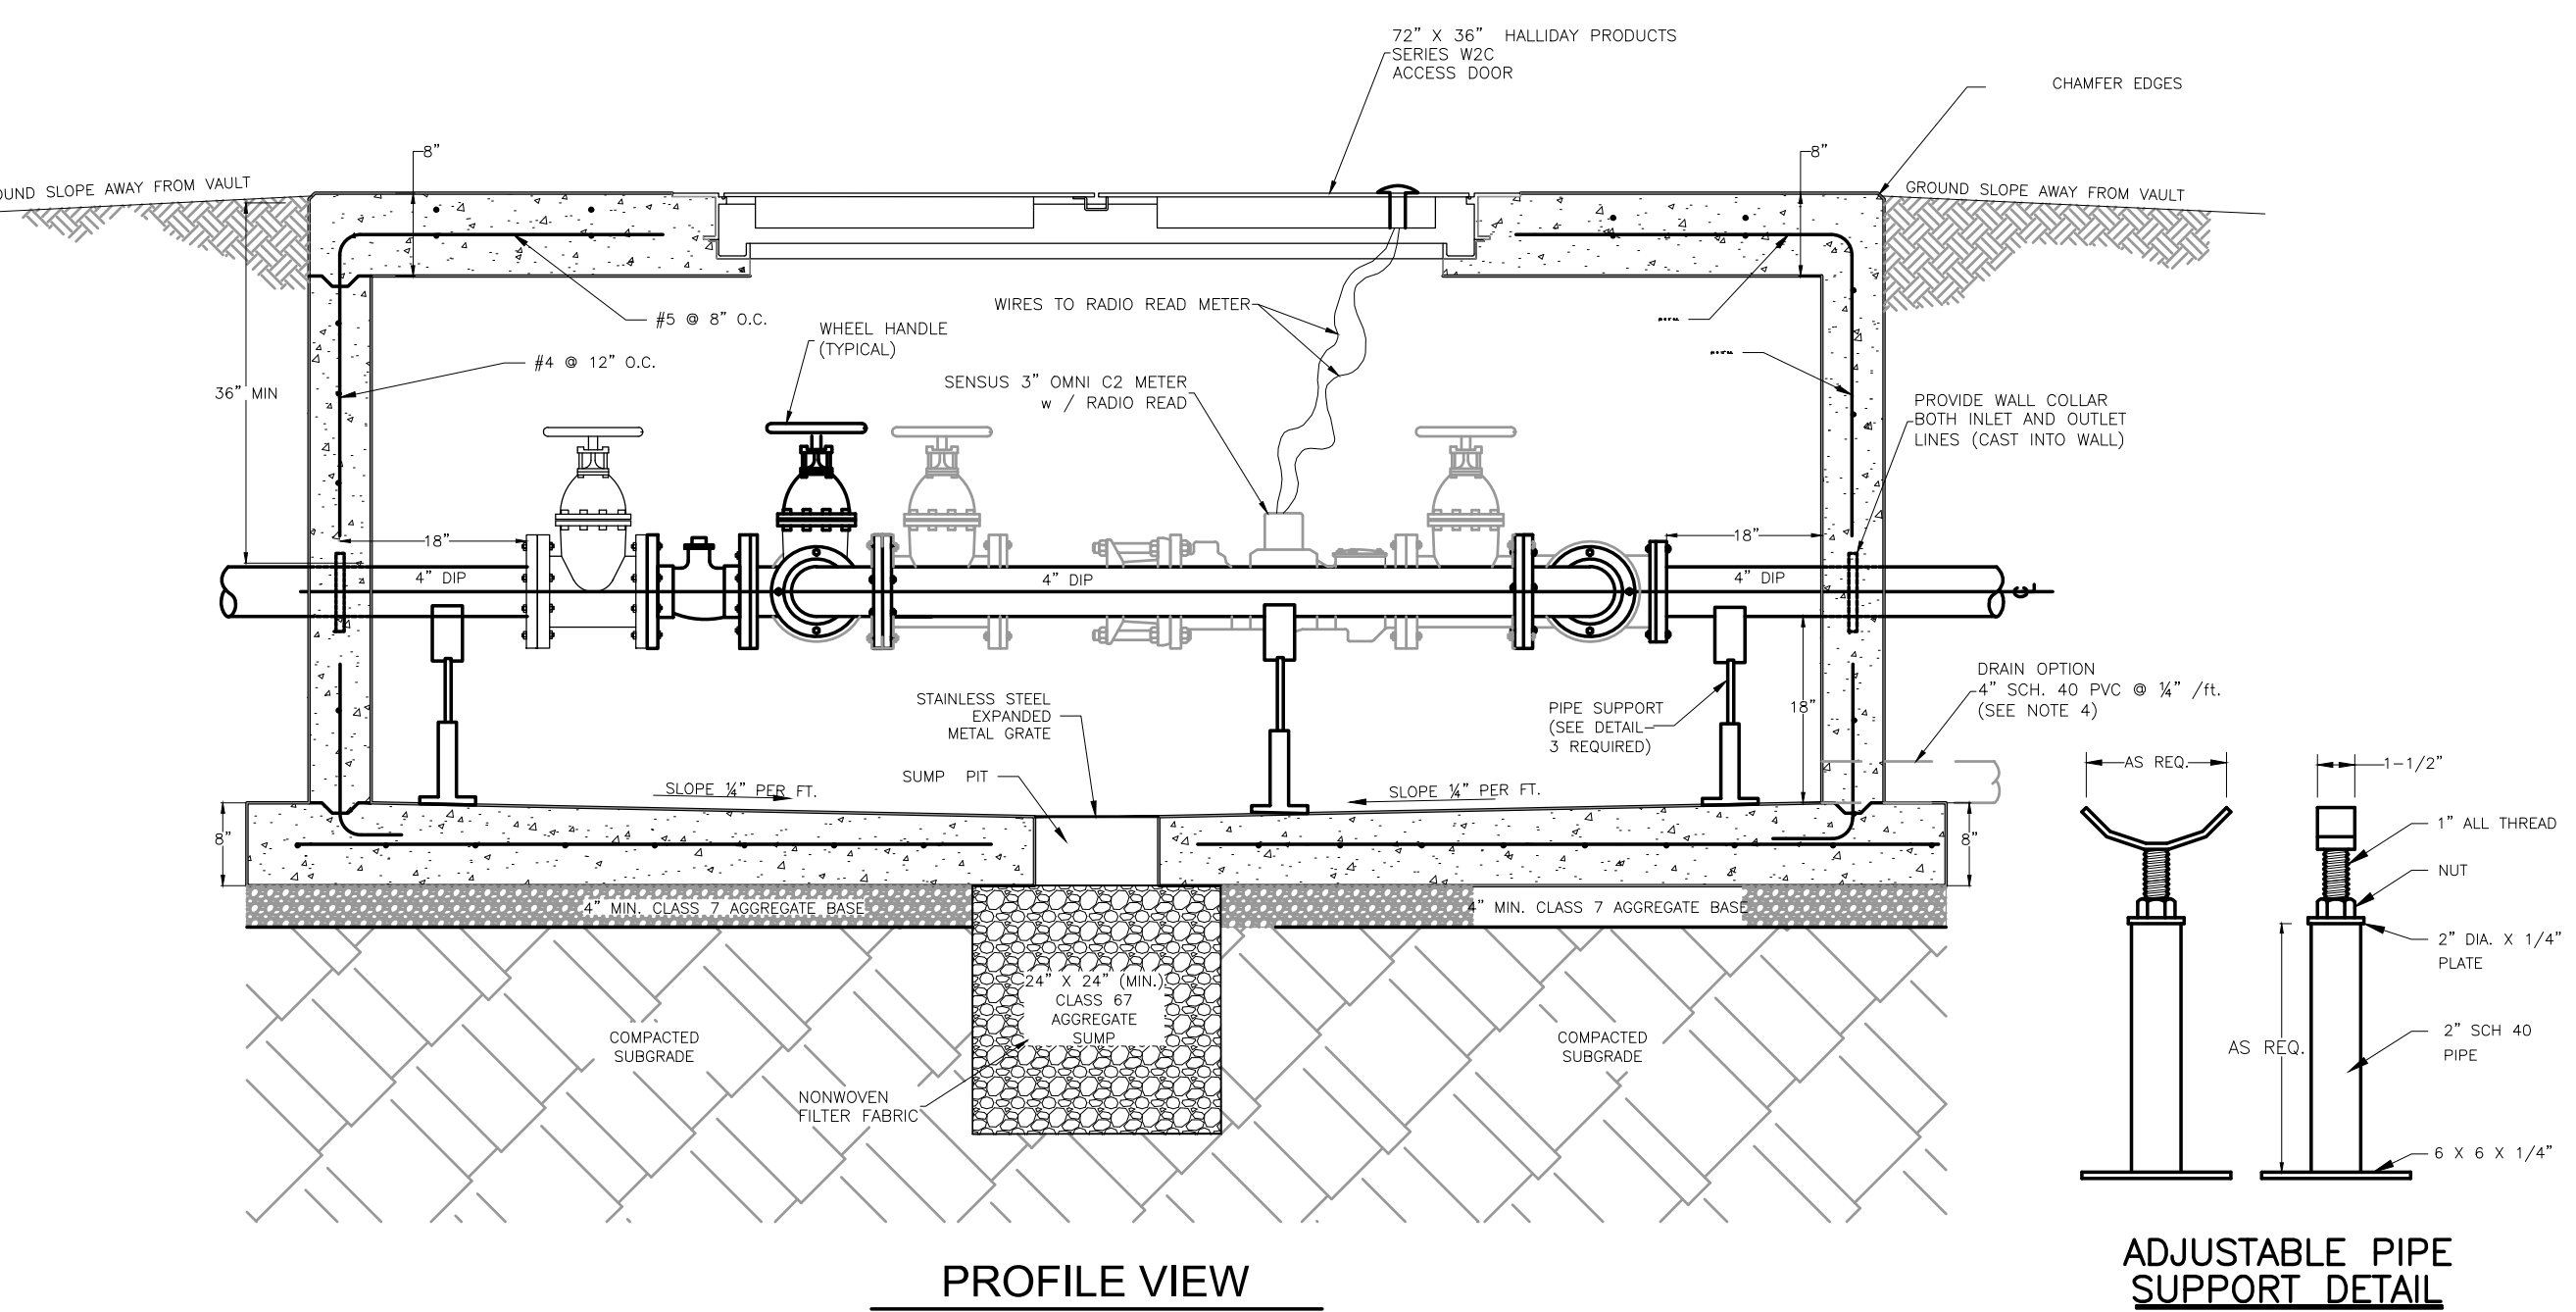 72” X 36” HALLIDAY PRODUCTS
SERIES W2C
ACCESS DOOR
CHAMFER EDGES
8”
8”
OUND SLOPE AWAY FROM VAULT
GROUND SLOPE AWAY FROM VAULT
#5 @ 8” O.C.
#4 @ 12” O.C.
36” MIN
WHEEL HANDLE
(TYPICAL)
WIRES TO RADIO READ METER
SENSUS 3” OMNI C2 METER
w / RADIO READ
PROVIDE WALL COLLAR
BOTH INLET AND OUTLET
LINES (CAST INTO WALL)
18”
18”
4” DIP
4” DIP
4” DIP
CL
18”
DRAIN OPTION
4” SCH. 40 PVC @ ¼” /ft.
(SEE NOTE 4)
STAINLESS STEEL
EXPANDED
METAL GRATE
SUMP PIT
PIPE SUPPORT
(SEE DETAIL
3 REQUIRED)
SLOPE ¼” PER FT.
SLOPE ¼” PER FT.
8”
8”
4” MIN. CLASS 7 AGGREGATE BASE
4” MIN. CLASS 7 AGGREGATE BASE
24” X 24” (MIN.)
CLASS 67
AGGREGATE
SUMP
COMPACTED
SUBGRADE
COMPACTED
SUBGRADE
NONWOVEN
FILTER FABRIC
PROFILE VIEW
AS REQ.
1-1/2”
1” ALL THREAD
NUT
2” DIA. X 1/4”
PLATE
2” SCH 40
PIPE
AS REQ.
6 X 6 X 1/4”
ADJUSTABLE PIPE
SUPPORT DETAIL